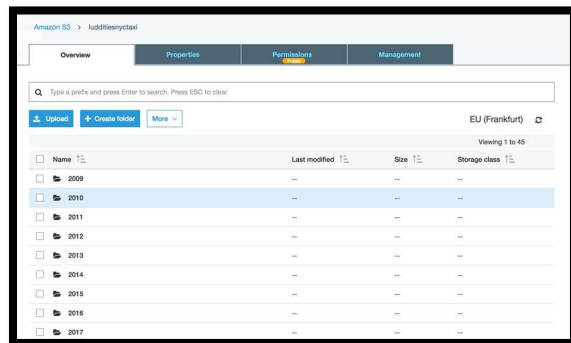 Amazon S3 > ludditiesnyctaxi
Overview Properties Permissions Management
Public
Type a prefix and press Enter to search. Press ESC to clear.
Upload + Create folder More EU (Frankfurt)
Viewing 1 to 45
Name Last modified Size Storage class
2009 -- -- --
2010 -- -- --
2011 -- -- --
2012 -- -- --
2013 -- -- --
2014 -- -- --
2015 -- -- --
2016 -- -- --
2017 -- -- --